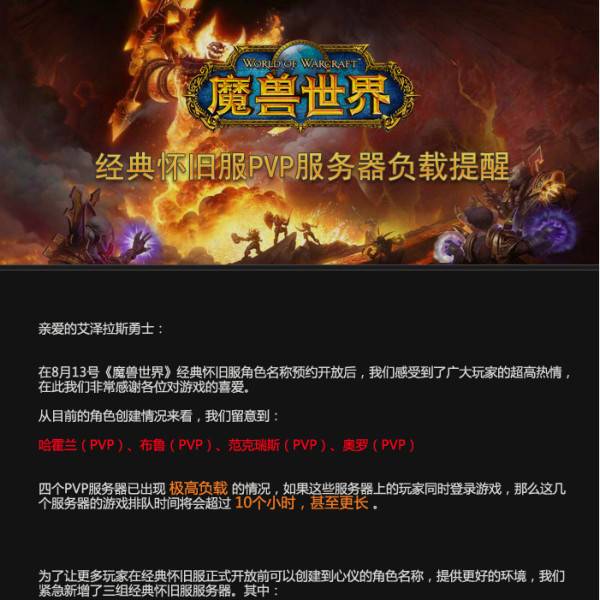 WORLD OF WARCRAFT
魔兽世界
经典怀旧服PVP服务器负载提醒
亲爱的艾泽拉斯勇士：
在8月13号《魔兽世界》经典怀旧服角色名称预约开放后，我们感受到了广大玩家的超高热情，
在此我们非常感谢各位对游戏的喜爱。
从目前的角色创建情况来看，我们留意到：
哈霍兰（PVP）、布鲁（PVP）、范克瑞斯（PVP）、奥罗（PVP）
四个PVP服务器已出现 极高负载 的情况，如果这些服务器上的玩家同时登录游戏，那么这几
个服务器的游戏排队时间将会超过 10个小时，甚至更长 。
为了让更多玩家在经典怀旧服正式开放前可以创建到心仪的角色名称，提供更好的环境，我们
紧急新增了三组经典怀旧服服务器。其中：